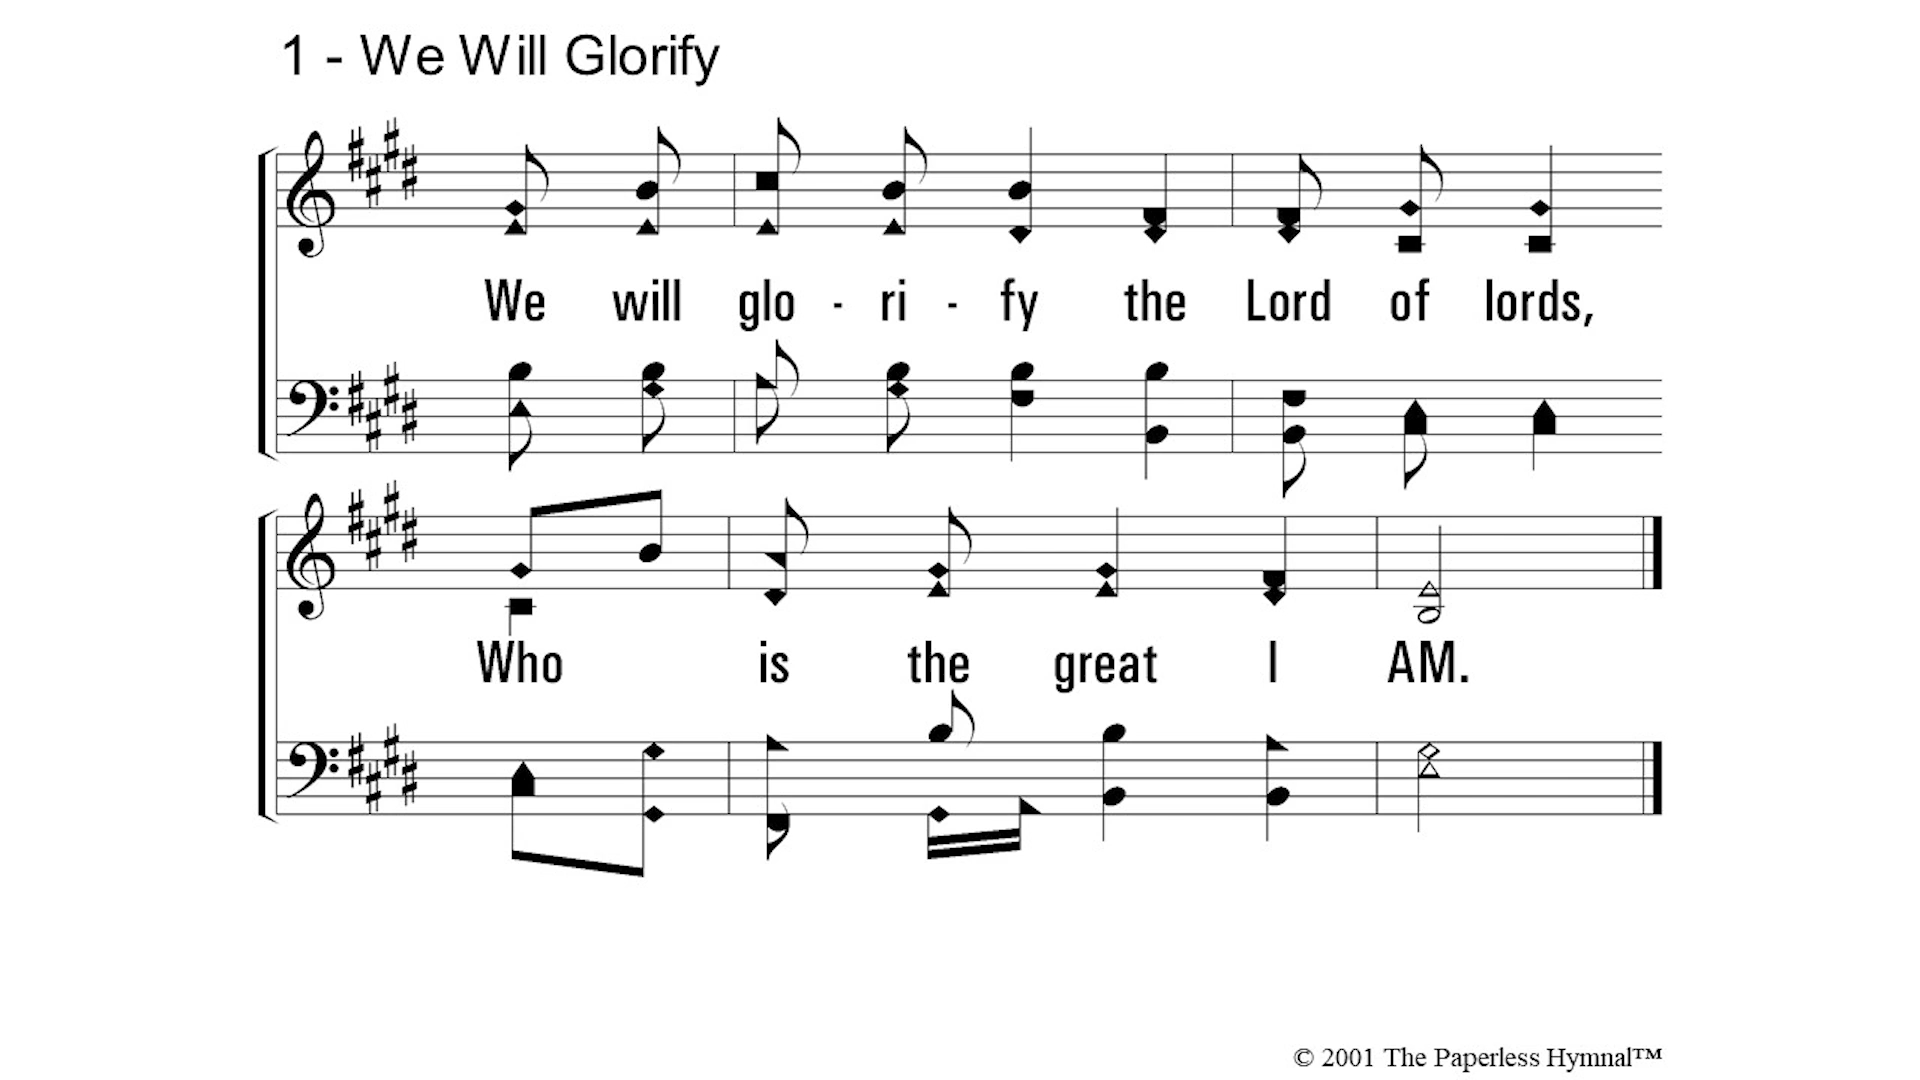 1 - We Will Glorify
We will glo - ri - fy the Lord of lords,
Who is the great I AM.
© 2001 The Paperless Hymnal™